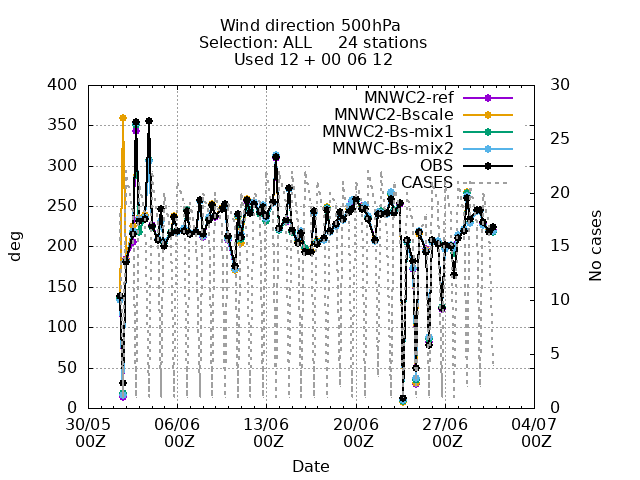 Wind direction 500hPa
Selection: ALL 24 stations
Used 12 + 00 06 12
MNWC2-ref
MNWC2-Bscale
MNWC2-Bs-mix1
MNWC-Bs-mix2
OBS
CASES
400
350
300
250
200
150
100
50
0
deg
30
25
20
15
10
5
0
No cases
30/05 06/06 13/06 20/06 27/06 04/07
00Z 00Z 00Z 00Z 00Z 00Z
Date